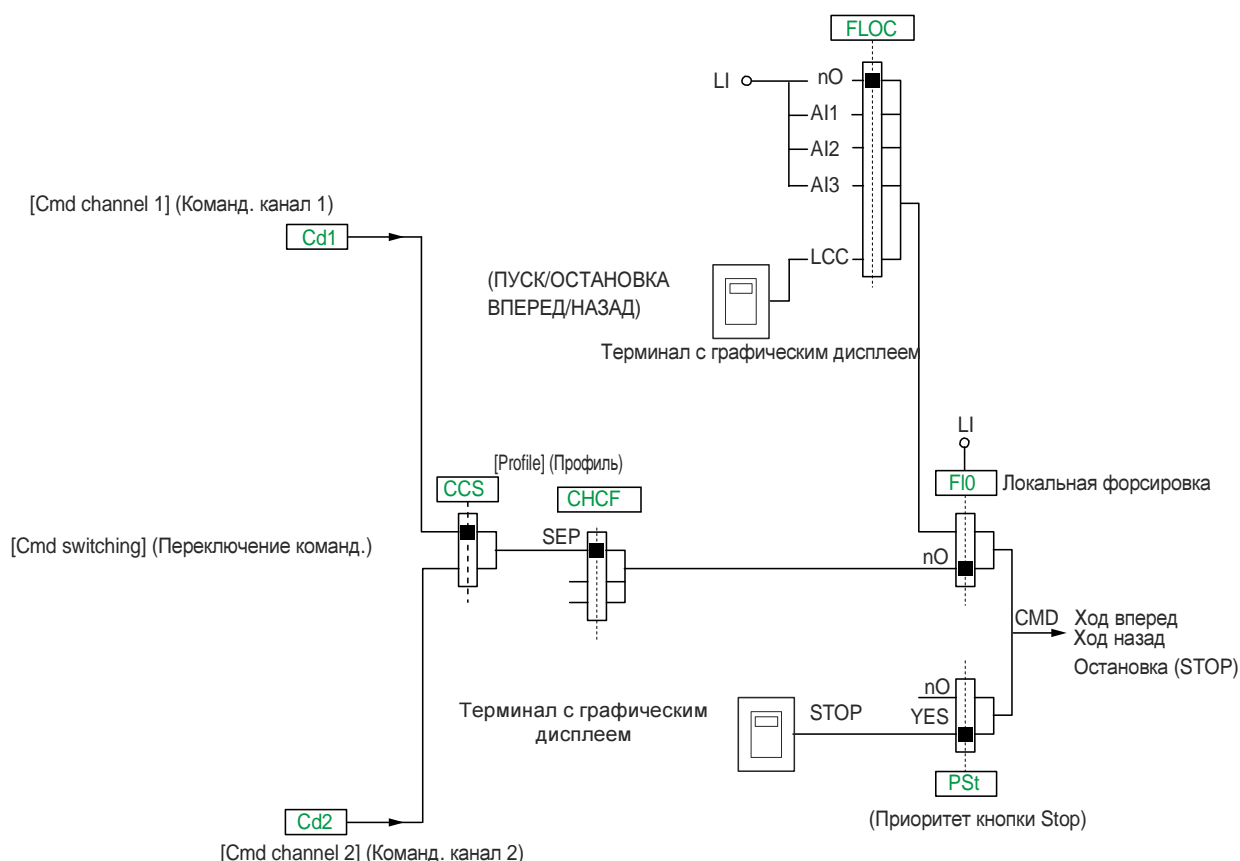 FLOC
LI
nO
AI1
AI2
AI3
LCC
[Cmd channel 1] (Команд. канал 1)
Cd1
(ПУСК/ОСТАНОВКА
ВПЕРЕД/НАЗАД)
Терминал с графическим дисплеем
LI
FI0
Локальная форсировка
[Profile] (Профиль)
CCS
CHCF
[Cmd switching] (Переключение команд.)
SEP
nO
CMD
Ход вперед
Ход назад
Остановка (STOP)
Терминал с графическим
дисплеем
STOP
nO
YES
PSt
(Приоритет кнопки Stop)
Cd2
[Cmd channel 2] (Команд. канал 2)